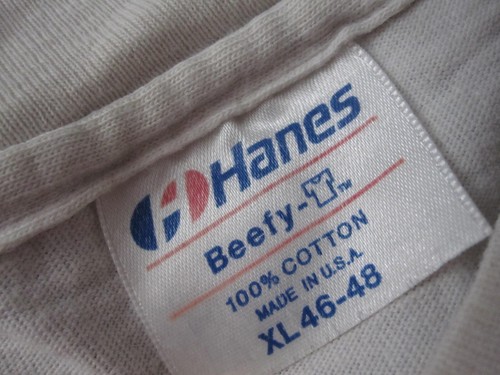 Hanes
Beefy-T™
100% COTTON
MADE IN U.S.A.
XL 46-48